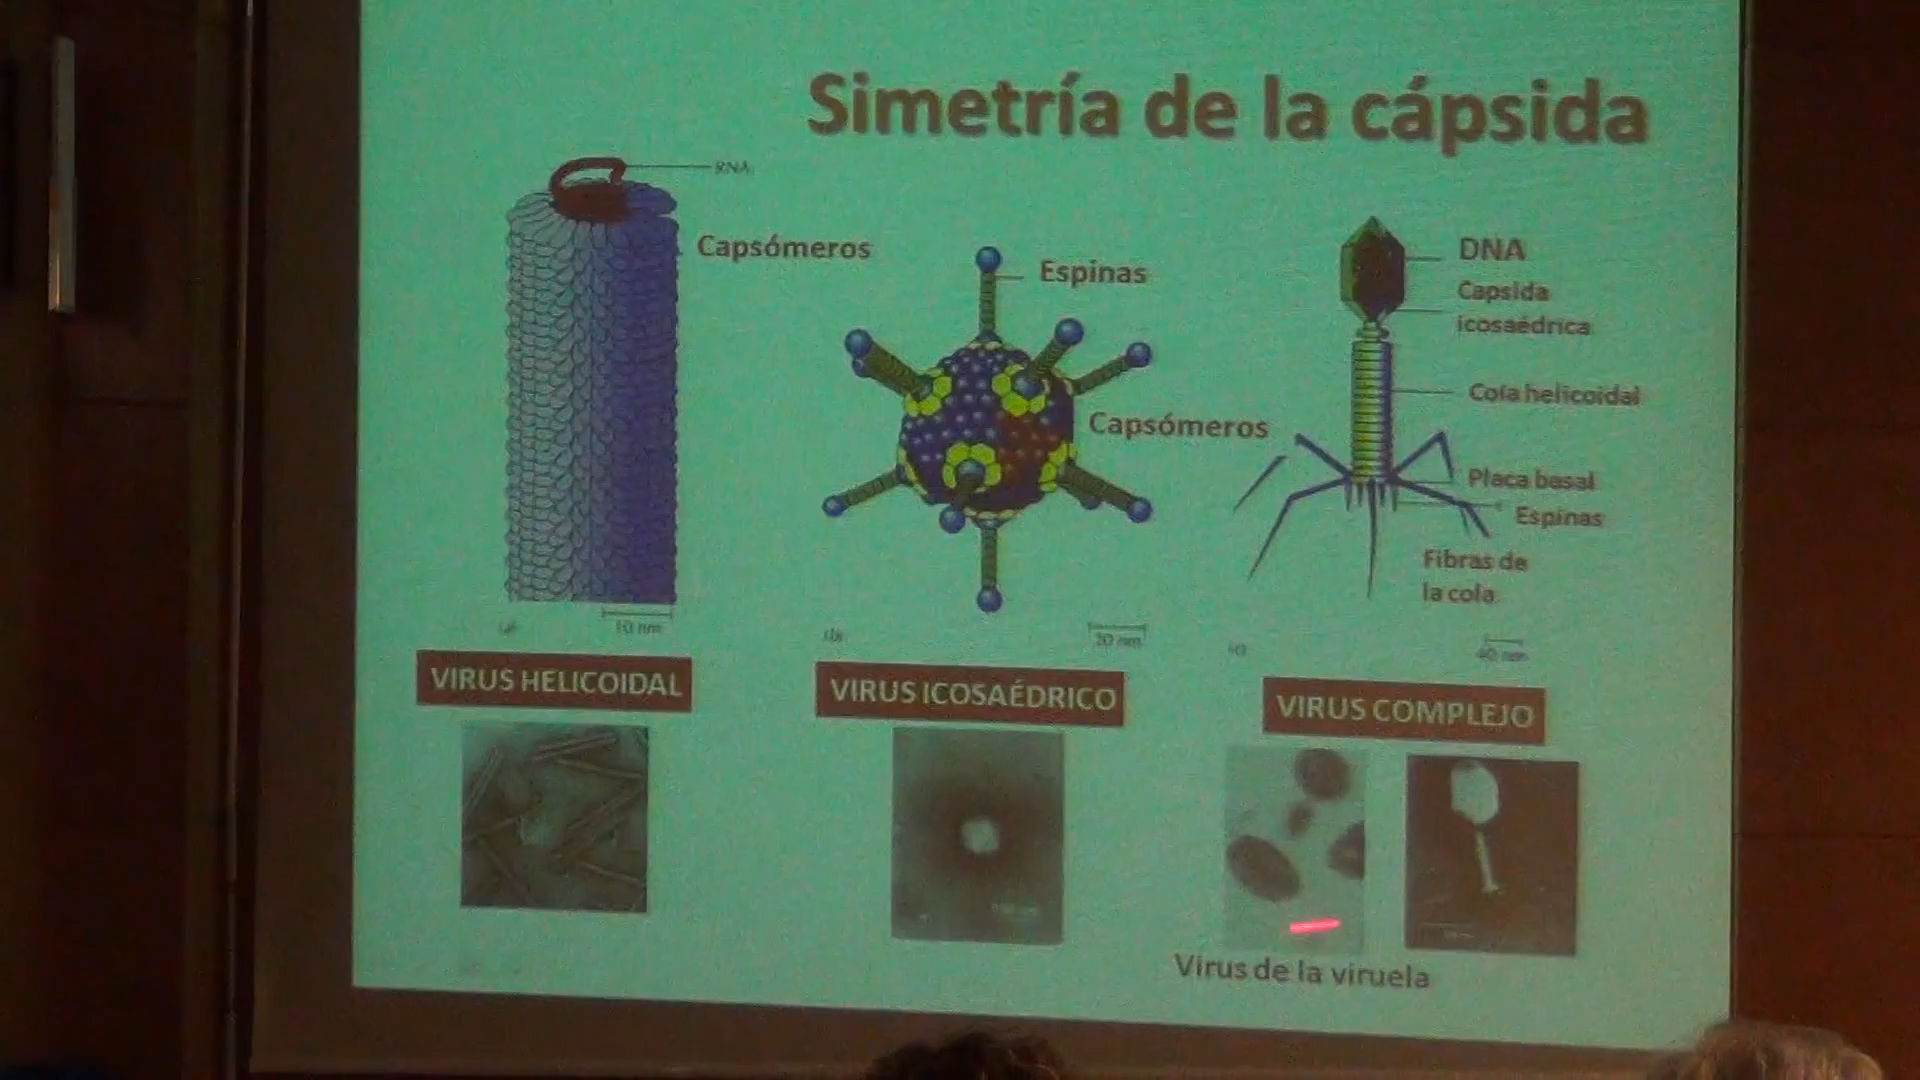 Simetría de la cápsida
RNA
Capsómeros
10 nm
VIRUS HELICOIDAL
Espinas
Capsómeros
20 nm
VIRUS ICOSAÉDRICO
DNA
Capsida
icosaédrica
Cola helicoidal
Placa basal
Espinas
Fibras de
la cola
40 nm
VIRUS COMPLEJO
Virus de la viruela